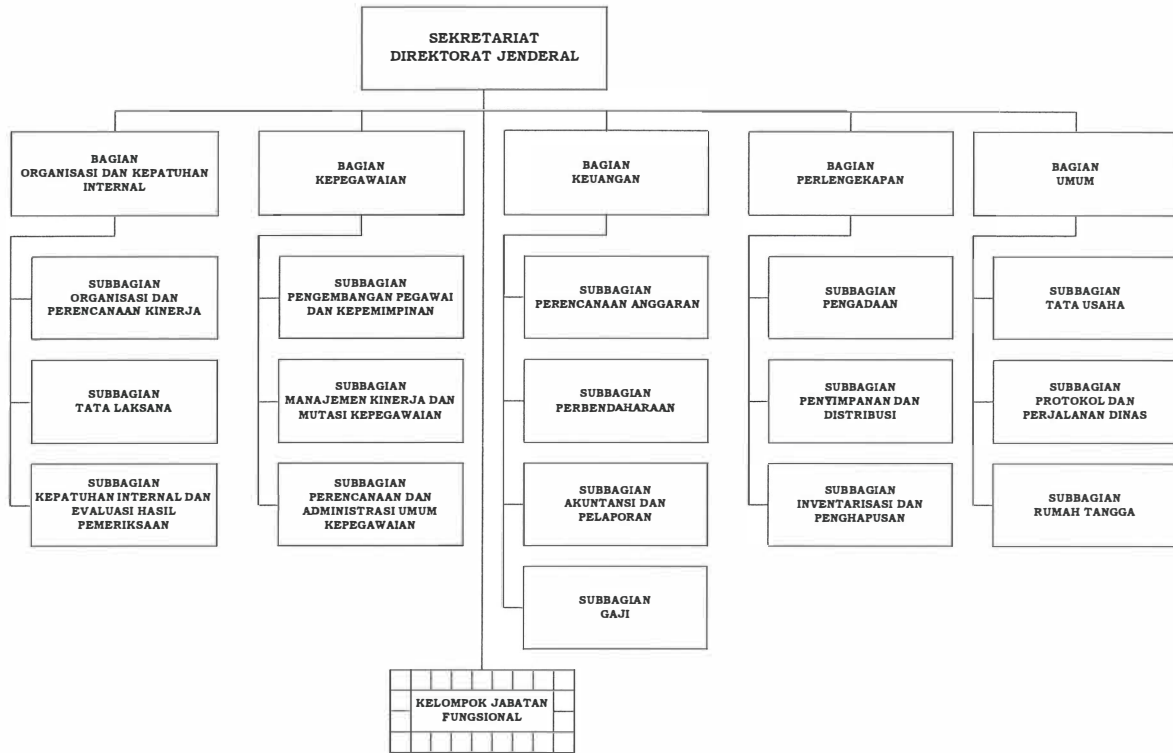 SEKRETARIAT
DIREKTORAT JENDERAL
BAGIAN
ORGANISASI DAN KEPATUHAN
INTERNAL
BAGIAN
KEPEGAWAIAN
BAGIAN
KEUANGAN
BAGIAN
PERLENGKAPAN
BAGIAN
UMUM
SUBBAGIAN
ORGANISASI DAN
PERENCANAAN KINERJA
SUBBAGIAN
PENGEMBANGAN PEGAWAI
DAN KEPEMIMPINAN
SUBBAGIAN
PERENCANAAN ANGGARAN
SUBBAGIAN
PENGADAAN
SUBBAGIAN
TATA USAHA
SUBBAGIAN
TATA LAKSANA
SUBBAGIAN
MANAJEMEN KINERJA DAN
MUTASI KEPEGAWAIAN
SUBBAGIAN
PERBENDAHARAAN
SUBBAGIAN
PENYIMPANAN DAN
DISTRIBUSI
SUBBAGIAN
PROTOKOL DAN
PERJALANAN DINAS
SUBBAGIAN
KEPATUHAN INTERNAL DAN
EVALUASI HASIL
PEMERIKSAAN
SUBBAGIAN
PERENCANAAN DAN
ADMINISTRASI UMUM
KEPEGAWAIAN
SUBBAGIAN
AKUNTANSI DAN
PELAPORAN
SUBBAGIAN
INVENTARISASI DAN
PENGHAPUSAN
SUBBAGIAN
RUMAH TANGGA
SUBBAGIAN
GAJI
KELOMPOK JABATAN
FUNGSIONAL